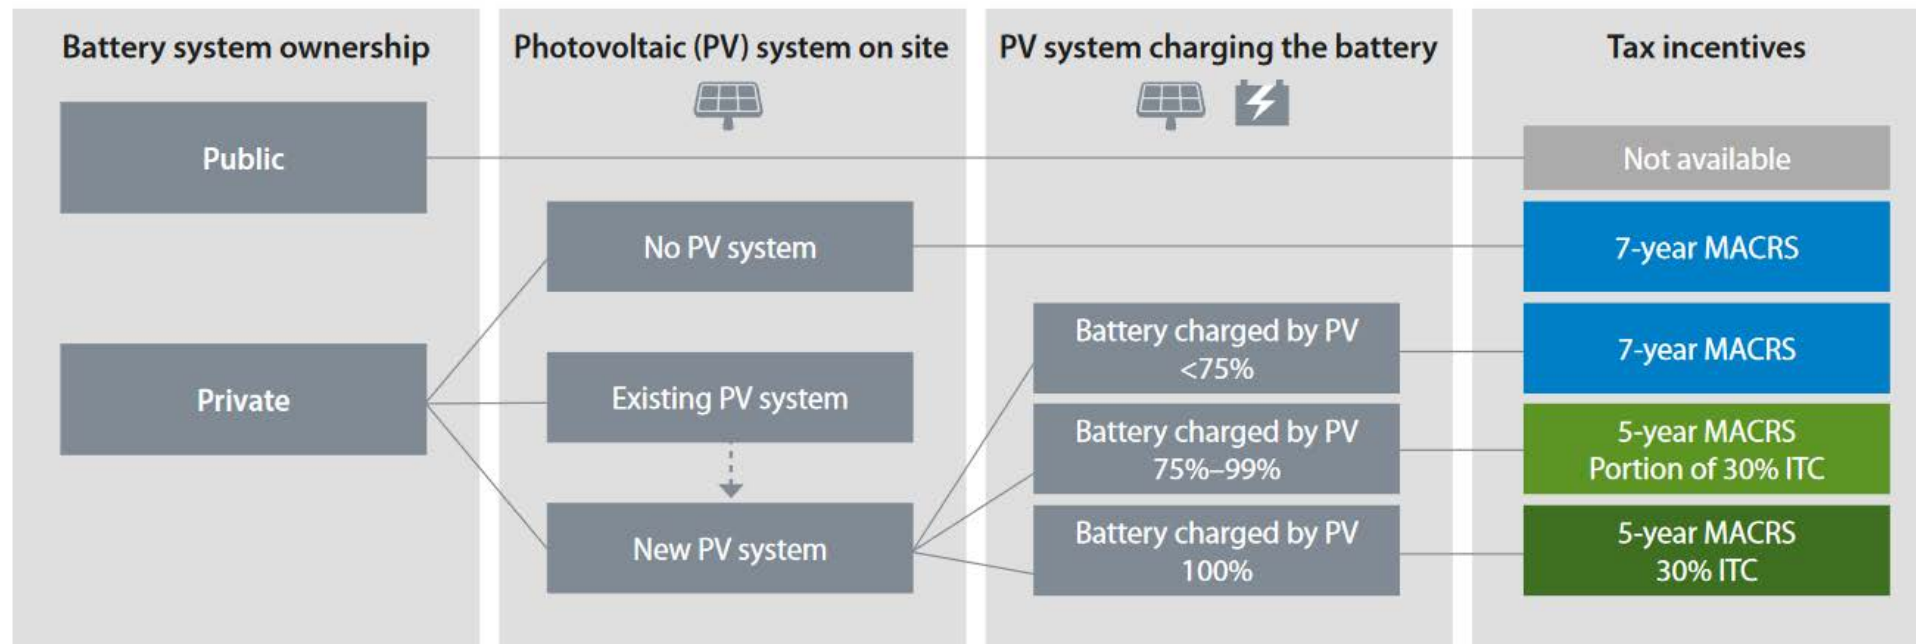 Battery system ownership
Photovoltaic (PV) system on site
PV system charging the battery
Tax incentives
Public
Not available
No PV system
7-year MACRS
Private
Existing PV system
New PV system
Battery charged by PV
<75%
7-year MACRS
Battery charged by PV
75%–99%
5-year MACRS
Portion of 30% ITC
Battery charged by PV
100%
5-year MACRS
30% ITC